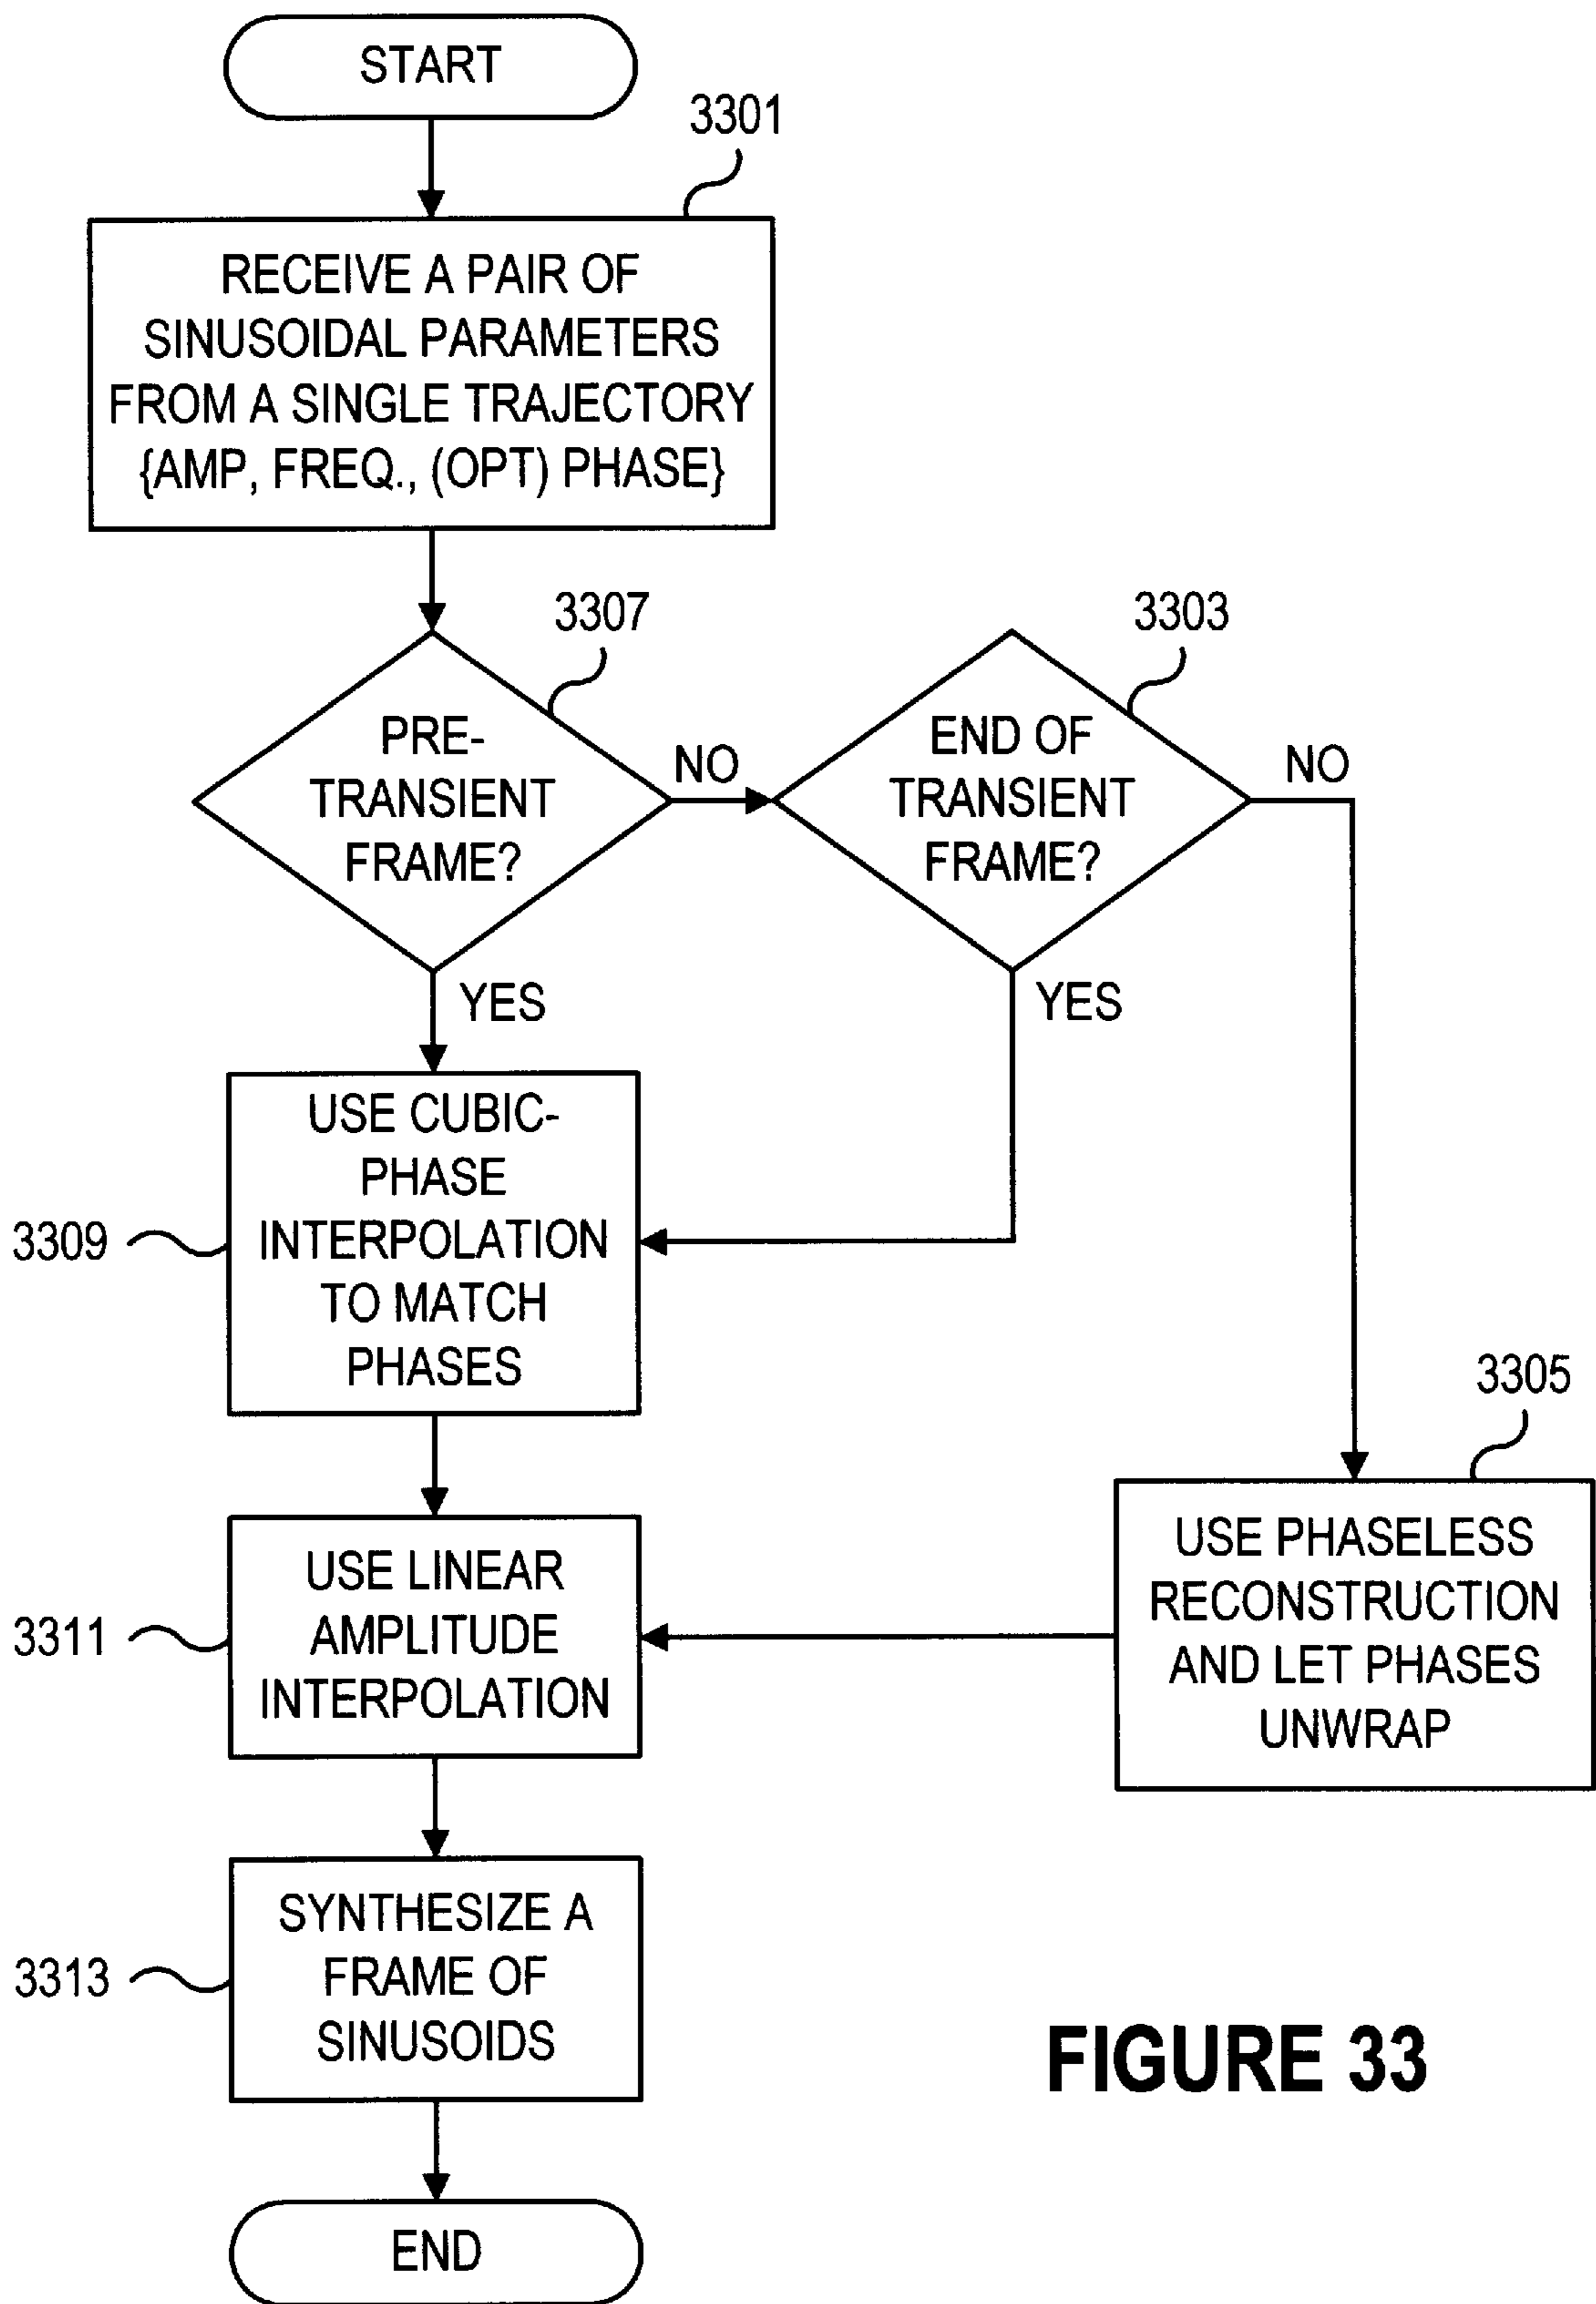 START
3301
RECEIVE A PAIR OF
SINUSOIDAL PARAMETERS
FROM A SINGLE TRAJECTORY
{AMP, FREQ., (OPT) PHASE}
3307
PRE-
TRANSIENT
FRAME?
NO
YES
3303
END OF
TRANSIENT
FRAME?
NO
YES
3309
USE CUBIC-
PHASE
INTERPOLATION
TO MATCH
PHASES
3305
USE PHASELESS
RECONSTRUCTION
AND LET PHASES
UNWRAP
3311
USE LINEAR
AMPLITUDE
INTERPOLATION
3313
SYNTHESIZE A
FRAME OF
SINUSOIDS
END
FIGURE 33